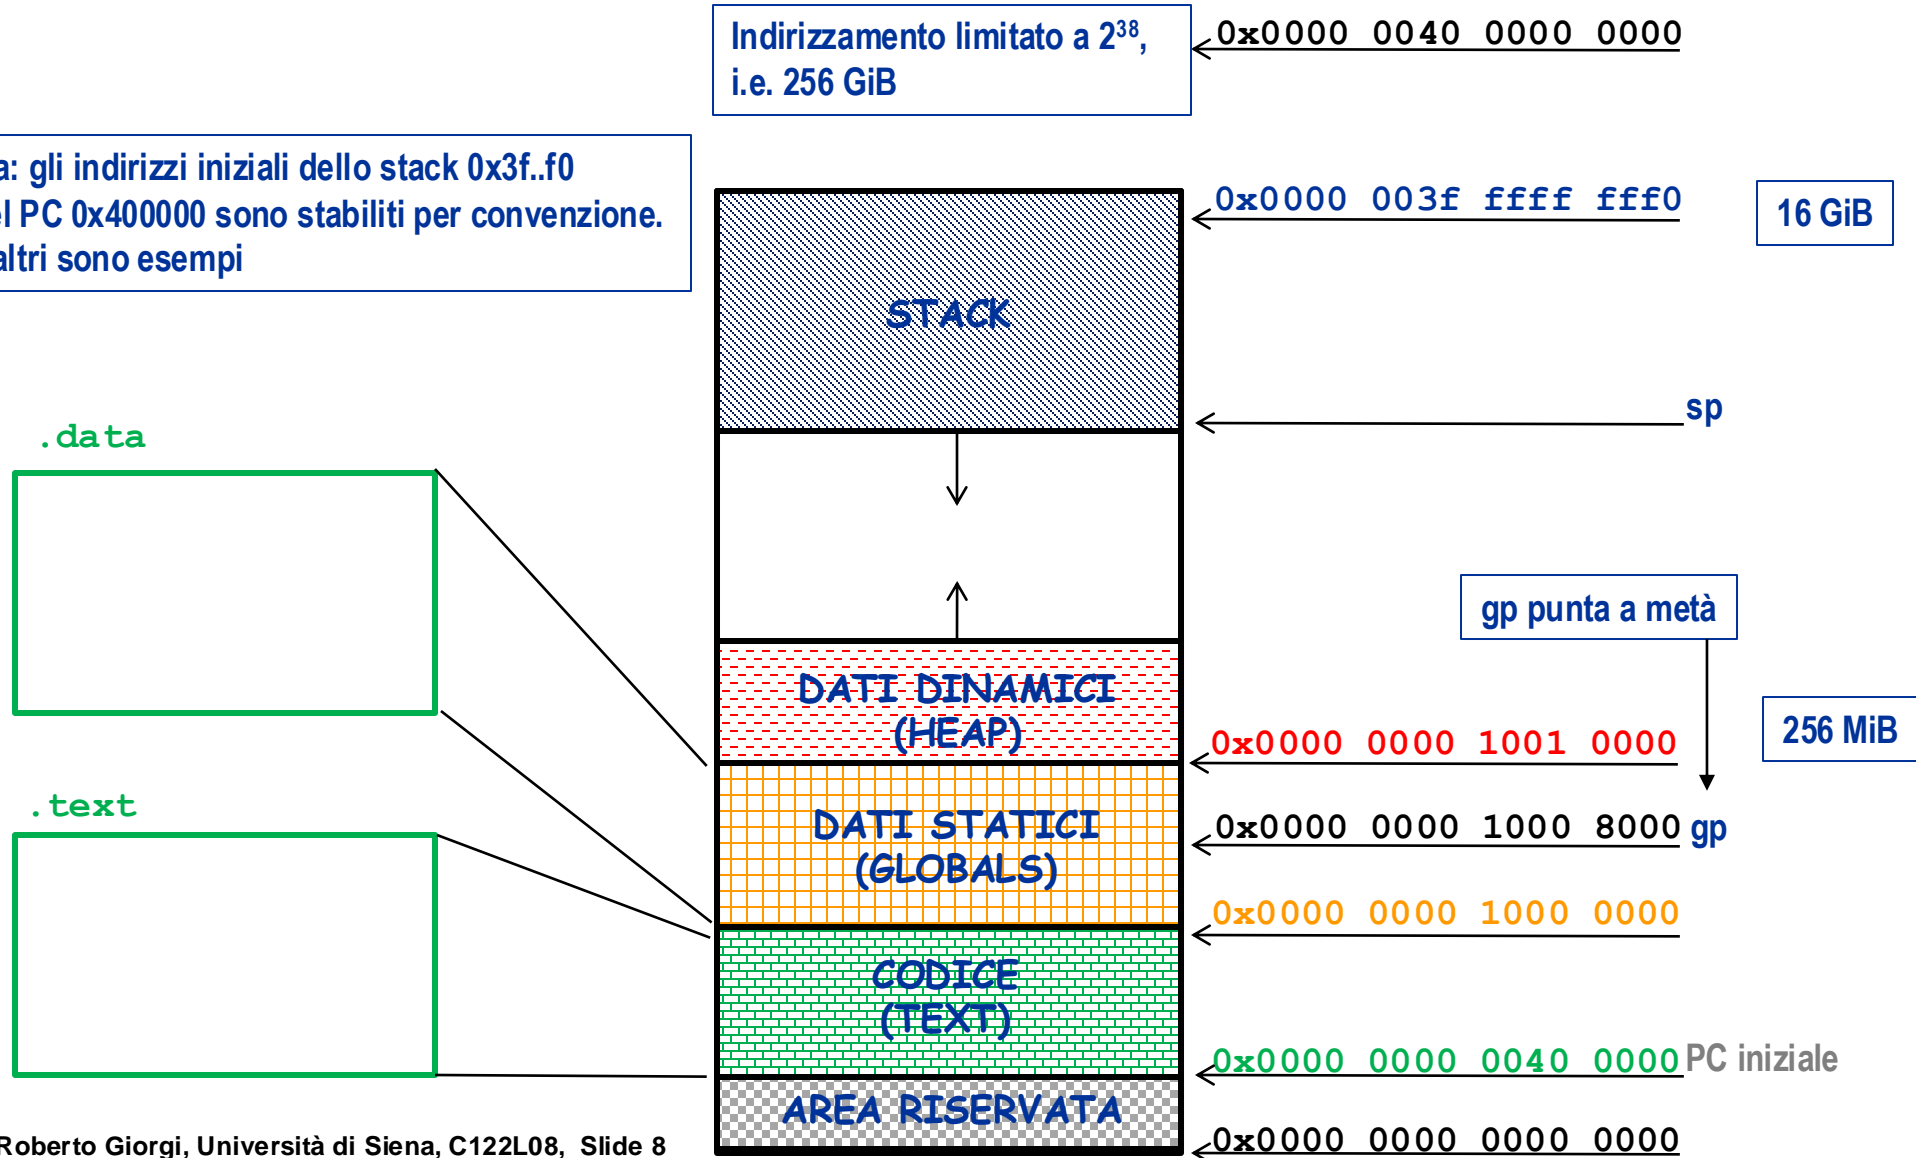 Indirizzamento limitato a 2³⁸,
i.e. 256 GiB
0x0000 0040 0000 0000
a: gli indirizzi iniziali dello stack 0x3f..f0
el PC 0x400000 sono stabiliti per convenzione.
altri sono esempi
0x0000 003f ffff fff0
16 GiB
STACK
sp
.data
gp punta a metà
DATI DINAMICI
(HEAP)
0x0000 0000 1001 0000
256 MiB
.text
DATI STATICI
(GLOBALS)
0x0000 0000 1000 8000 gp
0x0000 0000 1000 0000
CODICE
(TEXT)
0x0000 0000 0040 0000 PC iniziale
AREA RISERVATA
0x0000 0000 0000 0000
Roberto Giorgi, Università di Siena, C122L08, Slide 8